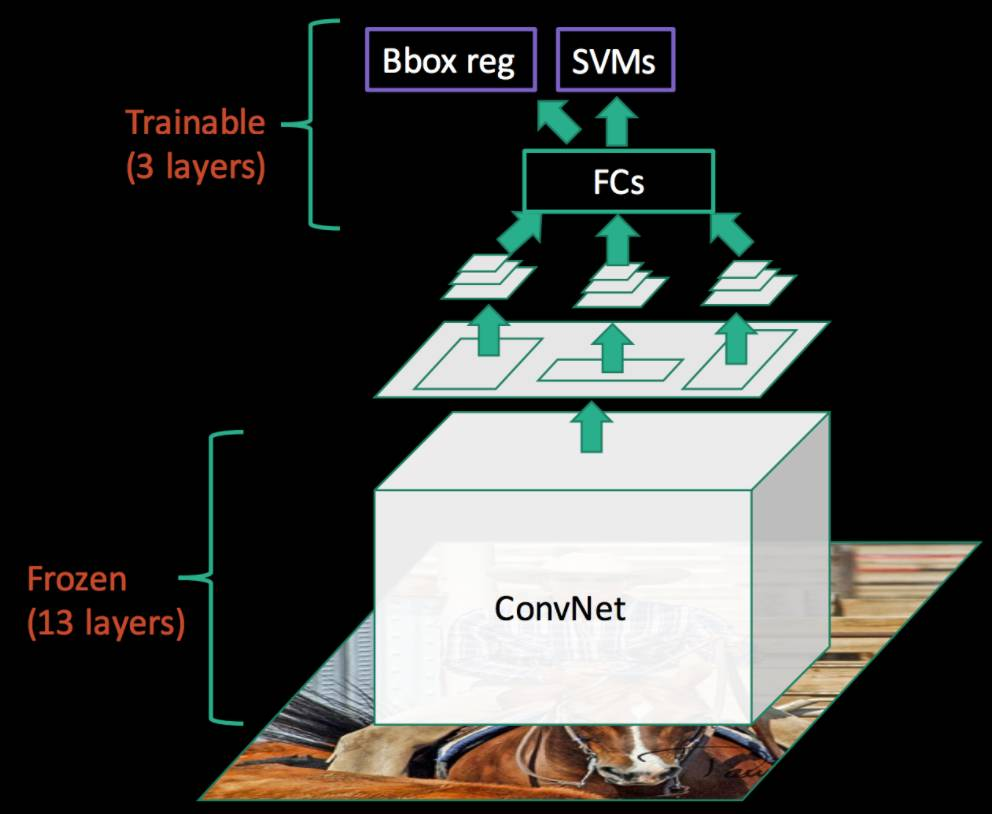 Bbox reg
SVMs
Trainable
(3 layers)
FCs
Frozen
(13 layers)
ConvNet